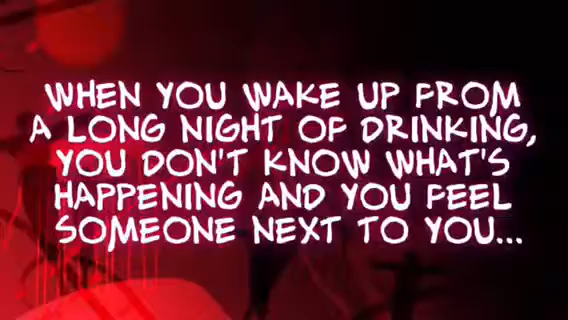 WHEN YOU WAKE UP FROM
A LONG NIGHT OF DRINKING,
YOU DON'T KNOW WHAT'S
HAPPENING AND YOU FEEL
SOMEONE NEXT TO YOU...